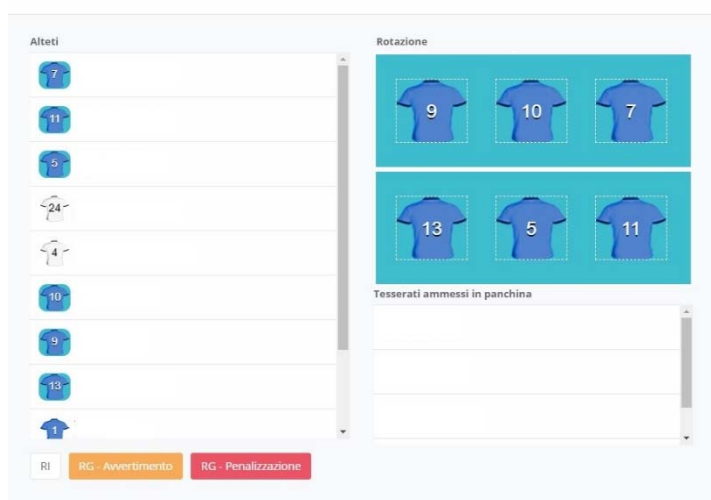 Alteti
7
11
5
24
4
10
9
13
1
RI RG - Avvertimento RG - Penalizzazione
Rotazione
9 10 7
13 5 11
Tesserati ammessi in panchina